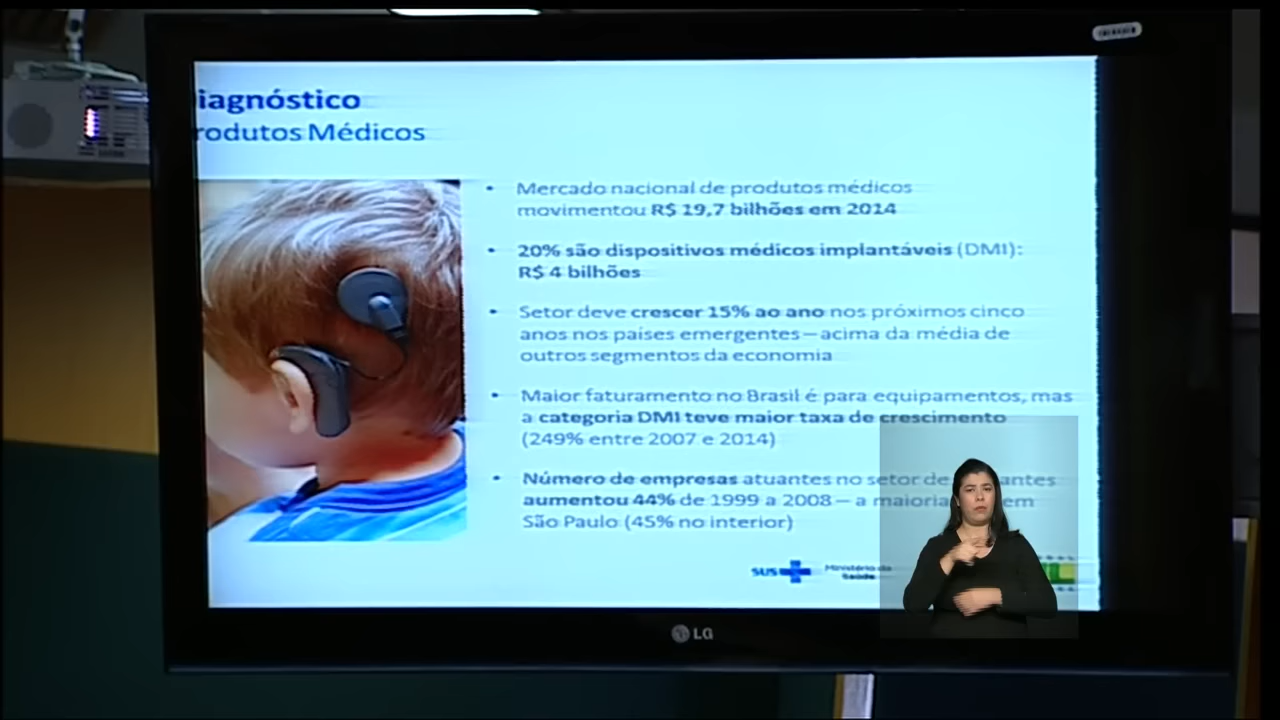 iagnóstico
rodutos Médicos
• Mercado nacional de produtos médicos
movimentou R$ 19,7 bilhões em 2014
• 20% são dispositivos médicos implantáveis (DMI):
R$ 4 bilhões
• Setor deve crescer 15% ao ano nos próximos cinco
anos nos países emergentes – acima da média de
outros segmentos da economia
• Maior faturamento no Brasil é para equipamentos, mas
a categoria DMI teve maior taxa de crescimento
(249% entre 2007 e 2014)
• Número de empresas atuantes no setor de antes
aumentou 44% de 1999 a 2008 – a maioria em
São Paulo (45% no interior)
SUS Ministério da
Saúde
LG